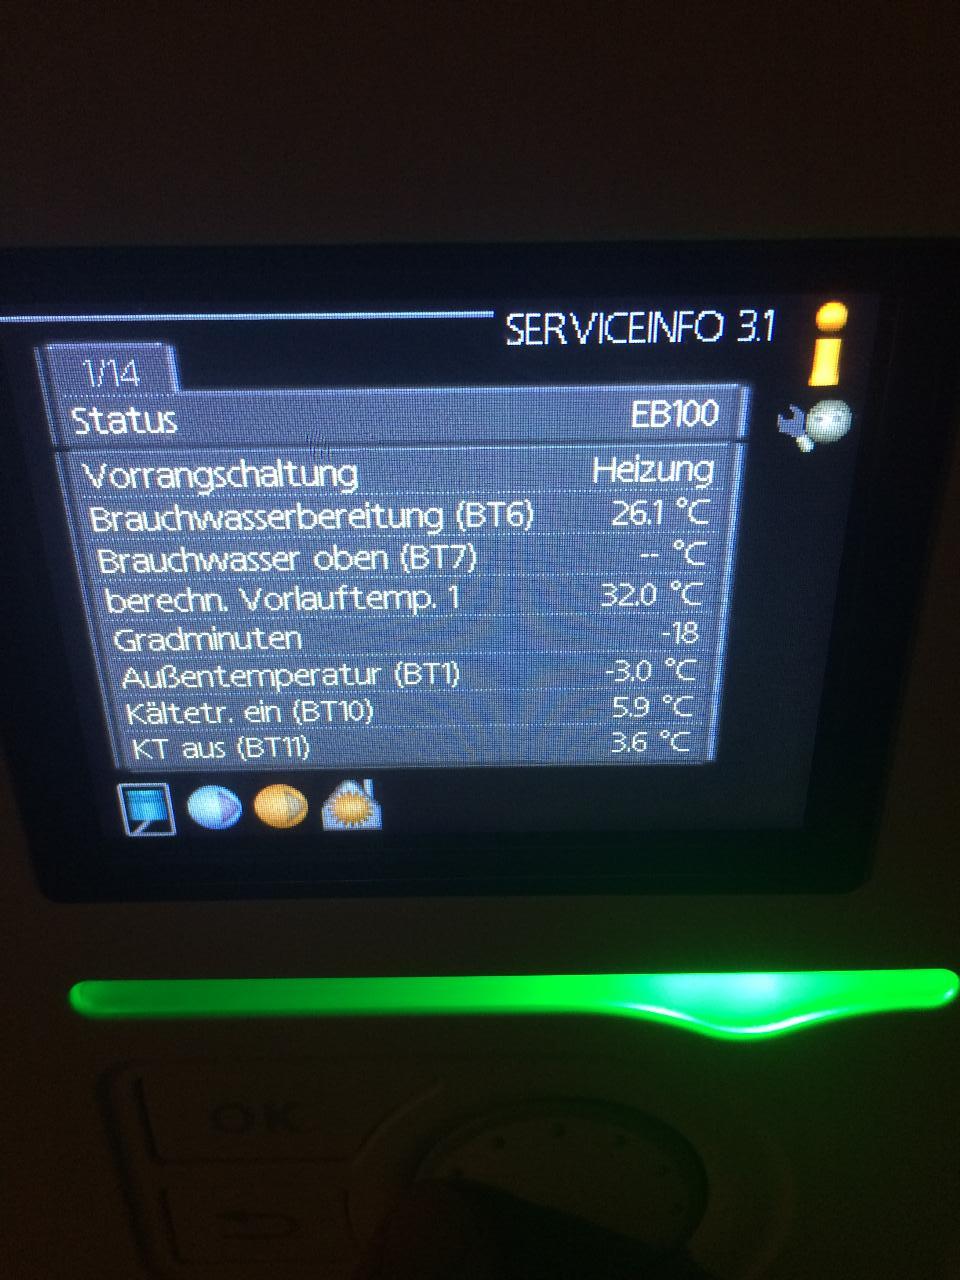 SERVICEINFO 3.1
1/14
Status EB100
Vorrangschaltung Heizung
Brauchwasserbereitung (BT6) 26.1 °C
Brauchwasser oben (BT7) -- °C
berechn. Vorlauftemp. 1 32.0 °C
Gradminuten -18
Außentemperatur (BT1) -3.0 °C
Kältetr. ein (BT10) 5.9 °C
KT aus (BT11) 3.6 °C
OK